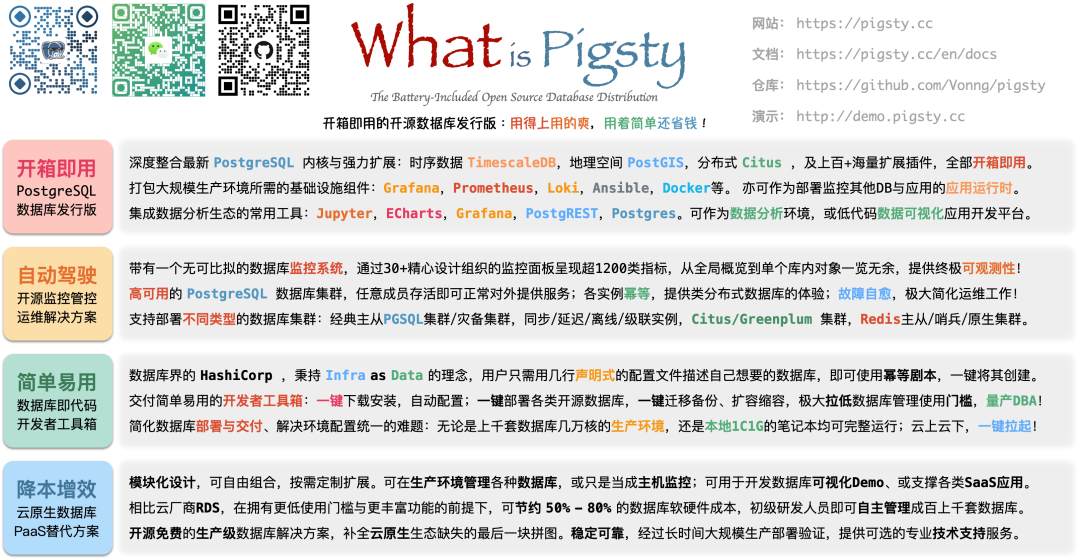 What is Pigsty
The Battery-Included Open Source Database Distribution
开箱即用的开源数据库发行版：用得上用的爽，用着简单还省钱！
网站： https://pigsty.cc
文档： https://pigsty.cc/en/docs
仓库： https://github.com/Vonng/pigsty
演示： http://demo.pigsty.cc
开箱即用
PostgreSQL
数据库发行版
深度整合最新 PostgreSQL 内核与强力扩展：时序数据 TimescaleDB，地理空间 PostGIS，分布式 Citus ，及上百+海量扩展插件，全部开箱即用。
打包大规模生产环境所需的基础设施组件：Grafana，Prometheus，Loki，Ansible，Docker等。 亦可作为部署监控其他DB与应用的应用运行时。
集成数据分析生态的常用工具：Jupyter，ECharts，Grafana，PostgREST，Postgres。可作为数据分析环境，或低代码数据可视化应用开发平台。
自动驾驶
开源监控管控
运维解决方案
带有一个无可比拟的数据库监控系统，通过30+精心设计组织的监控面板呈现超1200类指标，从全局概览到单个库内对象一览无余，提供终极可观测性！
高可用的 PostgreSQL 数据库集群，任意成员存活即可正常对外提供服务；各实例幂等，提供类分布式数据库的体验；故障自愈，极大简化运维工作！
支持部署不同类型的数据库集群：经典主从PGSQL集群/灾备集群，同步/延迟/离线/级联实例，Citus/Greenplum 集群，Redis主从/哨兵/原生集群。
简单易用
数据库即代码
开发者工具箱
数据库界的 HashiCorp ，秉持 Infra as Data 的理念，用户只需用几行声明式的配置文件描述自己想要的数据库，即可使用幂等剧本，一键将其创建。
交付简单易用的开发者工具箱：一键下载安装，自动配置；一键部署各类开源数据库，一键迁移备份、扩容缩容，极大拉低数据库管理使用门槛，量产DBA！
简化数据库部署与交付、解决环境配置统一的难题：无论是上千套数据库几万核的生产环境，还是本地1C1G的笔记本均可完整运行；云上云下，一键拉起！
降本增效
云原生数据库
PaaS替代方案
模块化设计，可自由组合，按需定制扩展。可在生产环境管理各种数据库，或只是当成主机监控；可用于开发数据库可视化Demo、或支撑各类SaaS应用。
相比云厂商RDS，在拥有更低使用门槛与更丰富功能的前提下，可节约 50% – 80% 的数据库软硬件成本，初级研发人员即可自主管理成百上千套数据库。
开源免费的生产级数据库解决方案，补全云原生生态缺失的最后一块拼图。稳定可靠，经过长时间大规模生产部署验证，提供可选的专业技术支持服务。